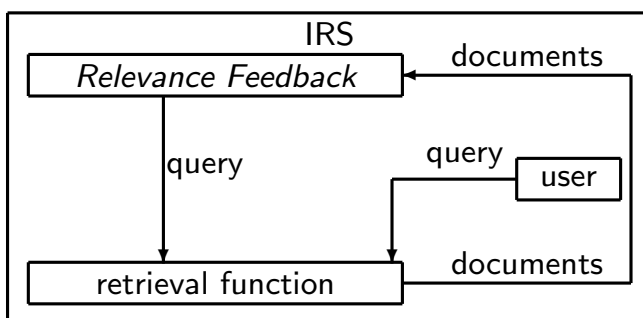 IRS
documents
Relevance Feedback
query
query
user
documents
retrieval function